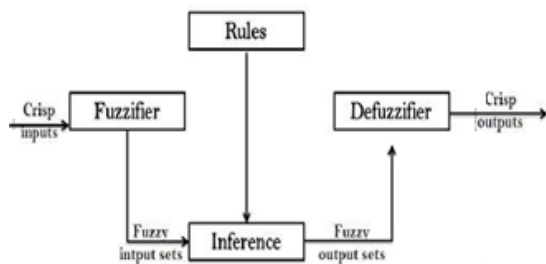 Rules
Crisp
inputs
Fuzzifier
Defuzzifier
Crisp
outputs
Fuzzy
intput sets
Inference
Fuzzy
output sets